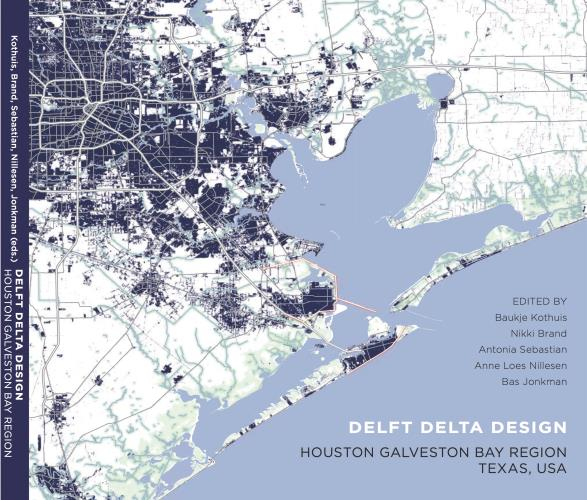 Kothuis, Brand, Sebastian, Nillesen, Jonkman (eds.)
DELFT DELTA DESIGN
HOUSTON GALVESTON BAY REGION
EDITED BY
Baukje Kothuis
Nikki Brand
Antonia Sebastian
Anne Loes Nillesen
Bas Jonkman
DELFT DELTA DESIGN
HOUSTON GALVESTON BAY REGION
TEXAS, USA